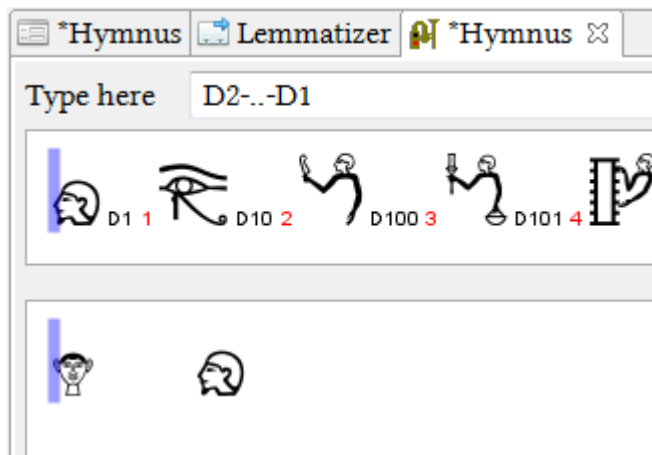 *Hymnus Lemmatizer *Hymnus
Type here D2-..-D1
D1 1 D10 2 D100 3 D101 4